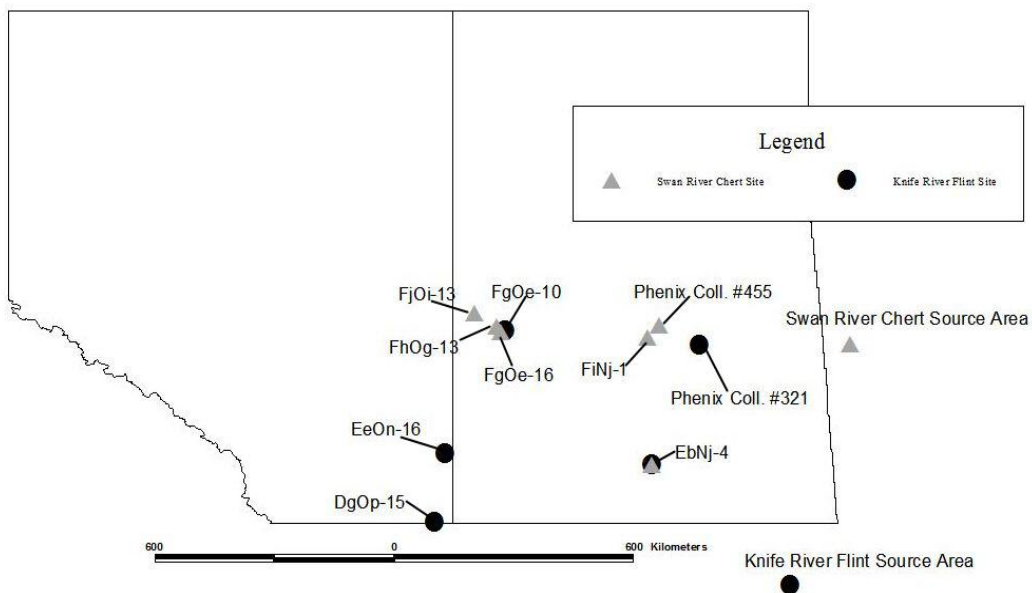 Legend
Swan River Chert Site
Knife River Flint Site
FjOi-13
FgOe-10
Phenix Coll. #455
Swan River Chert Source Area
FhOg-13
FgOe-16
FiNj-1
Phenix Coll. #321
EeOn-16
EbNj-4
DgOp-15
600 0 600 Kilometers
Knife River Flint Source Area